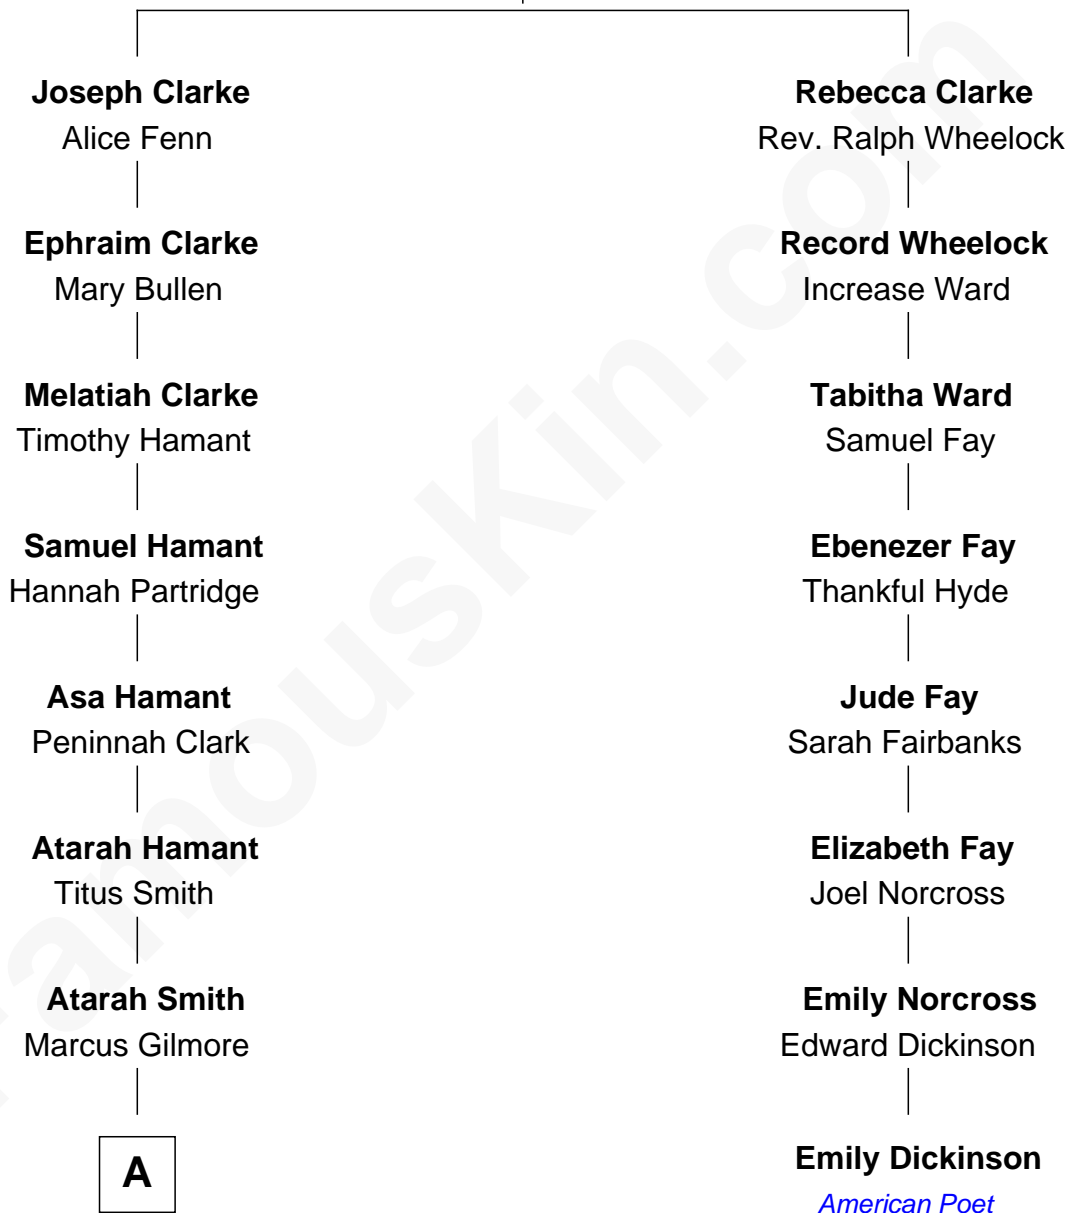 Joseph Clarke
Alice Fenn
Rebecca Clarke
Rev. Ralph Wheelock
Ephraim Clarke
Mary Bullen
Record Wheelock
Increase Ward
Melatiah Clarke
Timothy Hamant
Tabitha Ward
Samuel Fay
Samuel Hamant
Hannah Partridge
Ebenezer Fay
Thankful Hyde
Asa Hamant
Peninnah Clark
Jude Fay
Sarah Fairbanks
Atarah Hamant
Titus Smith
Elizabeth Fay
Joel Norcross
Atarah Smith
Marcus Gilmore
Emily Norcross
Edward Dickinson
A
Emily Dickinson
American Poet
FamousKin.com